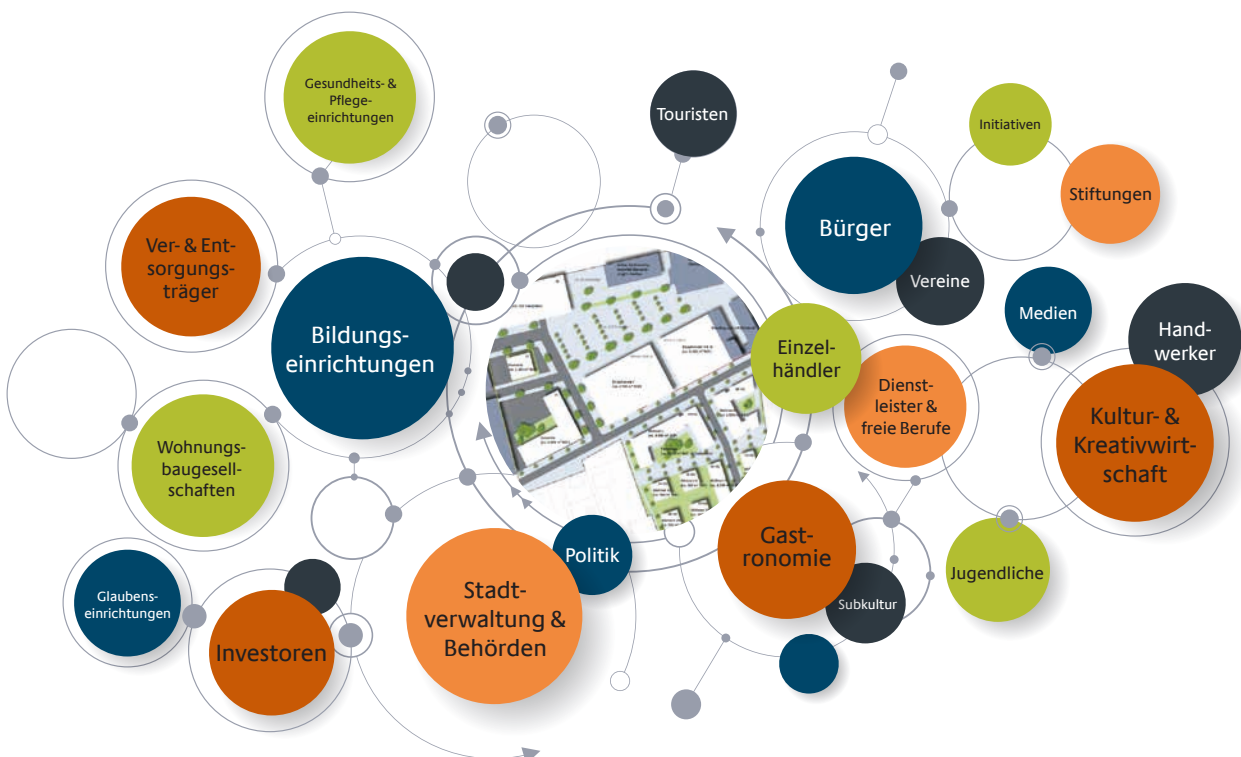 Gesundheits- &
Pflege-
einrichtungen
Touristen
Initiativen
Stiftungen
Bürger
Vereine
Ver- & Ent-
sorgungs-
träger
Bildungs-
einrichtungen
Medien
Hand-
werker
Einzel-
händler
Dienst-
leister &
freie Berufe
Kultur- &
Kreativwirt-
schaft
Wohnungs-
baugesell-
schaften
Politik
Gast-
ronomie
Jugendliche
Subkultur
Glaubens-
einrichtungen
Investoren
Stadt-
verwaltung &
Behörden